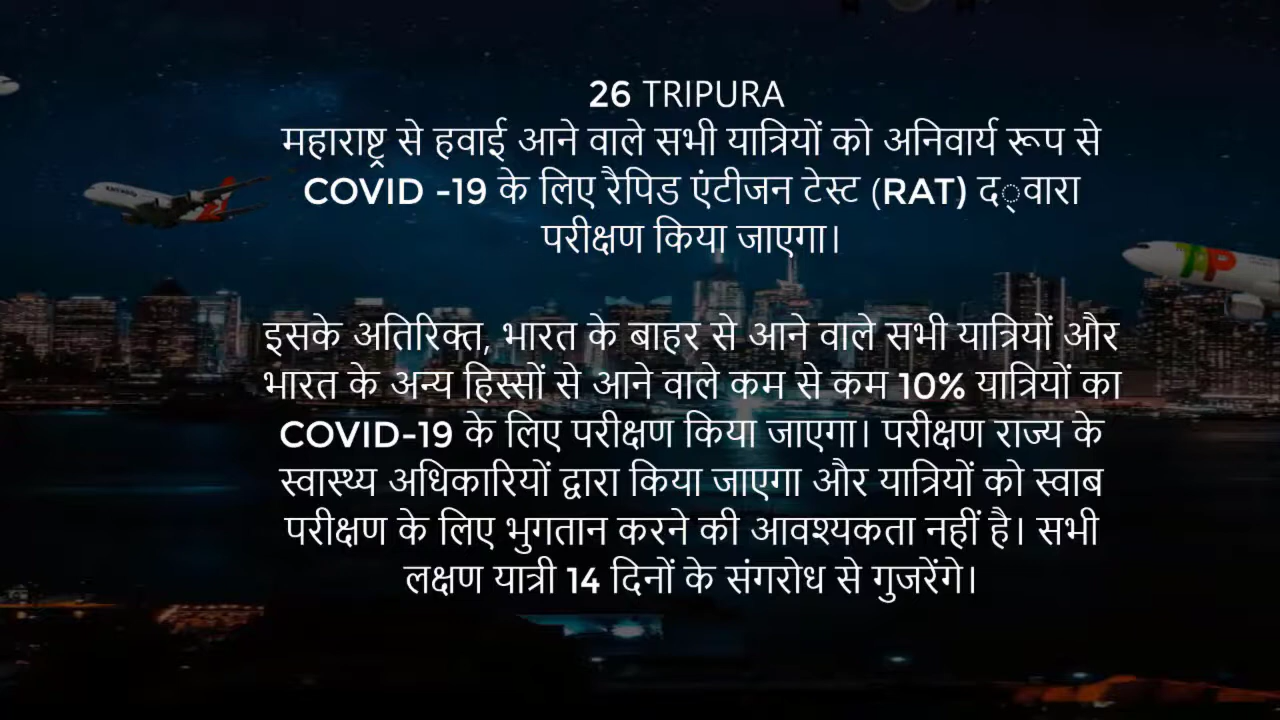 26 TRIPURA
महाराष्ट्र से हवाई आने वाले सभी यात्रियों को अनिवार्य रूप से
COVID -19 के लिए रैपिड एंटीजन टेस्ट (RAT) द््वारा
परीक्षण किया जाएगा।
इसके अतिरिक्त, भारत के बाहर से आने वाले सभी यात्रियों और
भारत के अन्य हिस्सों से आने वाले कम से कम 10% यात्रियों का
COVID-19 के लिए परीक्षण किया जाएगा। परीक्षण राज्य के
स्वास्थ्य अधिकारियों द्वारा किया जाएगा और यात्रियों को स्वाब
परीक्षण के लिए भुगतान करने की आवश्यकता नहीं है। सभी
लक्षण यात्री 14 दिनों के संगरोध से गुजरेंगे।